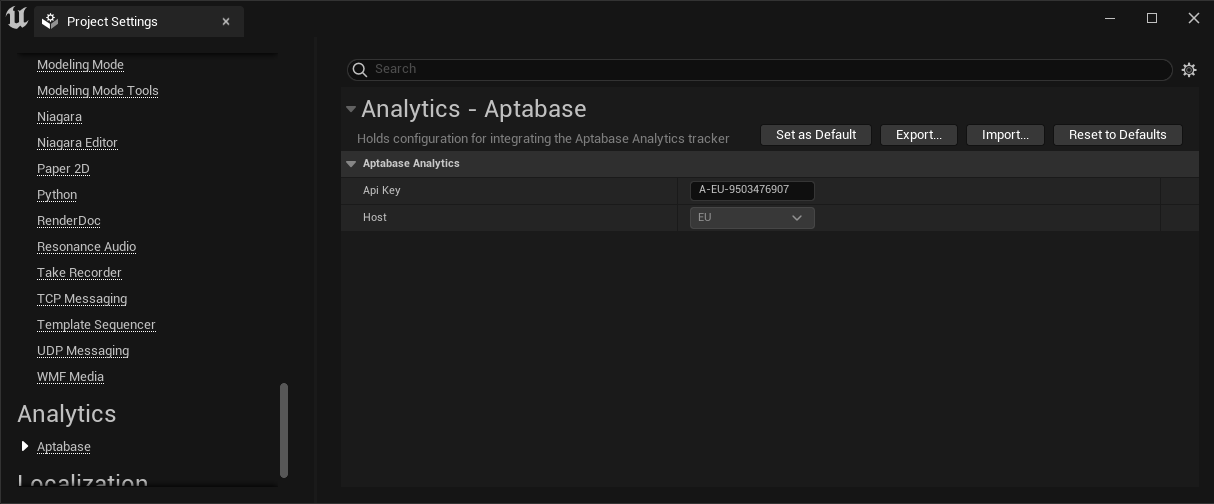 Project Settings
Modeling Mode
Modeling Mode Tools
Niagara
Niagara Editor
Paper 2D
Python
RenderDoc
Resonance Audio
Take Recorder
TCP Messaging
Template Sequencer
UDP Messaging
WMF Media
Analytics
Aptabase
Localization
Search
Analytics - Aptabase
Holds configuration for integrating the Aptabase Analytics tracker
Set as Default
Export...
Import...
Reset to Defaults
Aptabase Analytics
Api Key
A-EU-9503476907
Host
EU